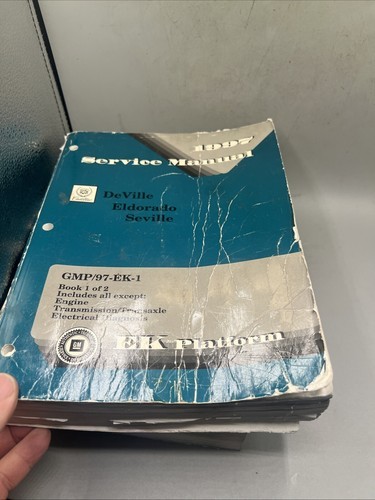 1997
Service Manual
DeVille
Eldorado
Seville
GMP/97-EK-1
Book 1 of 2
Includes all except:
Engine
Transmission/Transaxle
Electrical Diagnosis
GM
EK Platform